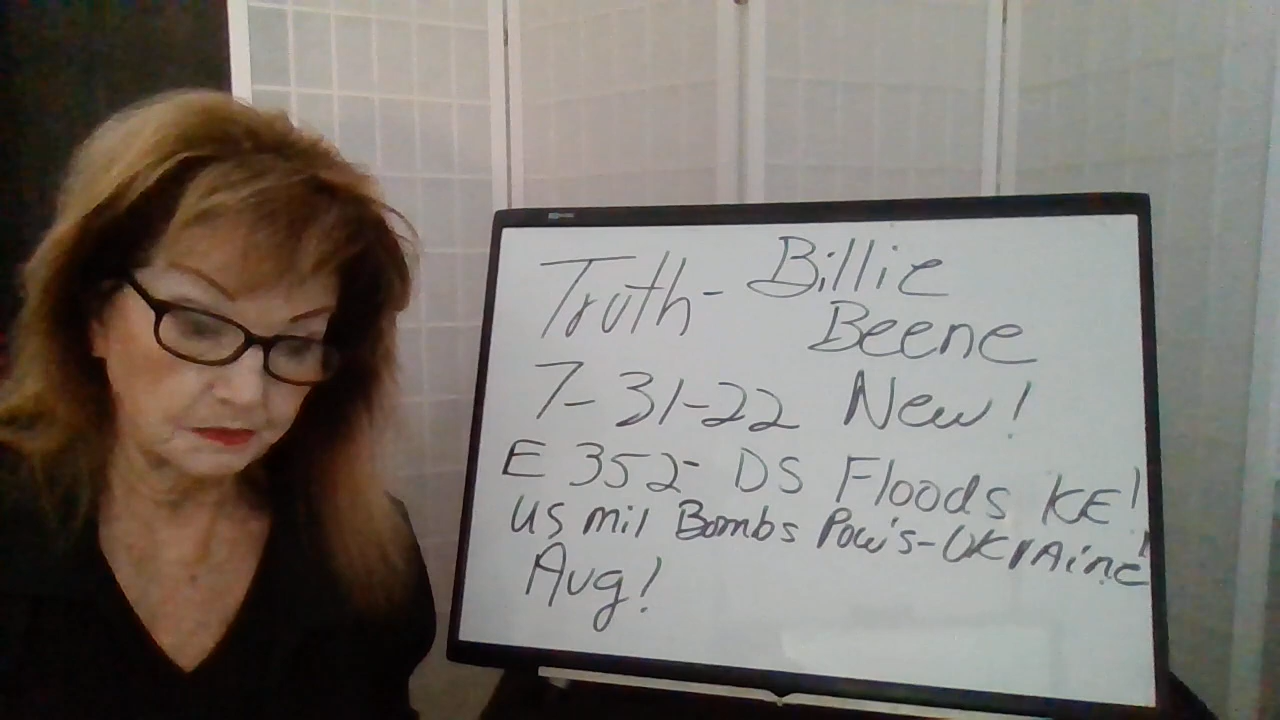 Truth - Billie
Beene
7-31-22 New!
E 352- DS Floods KE!
US mil Bombs Pow's-UKrAine!
Aug!